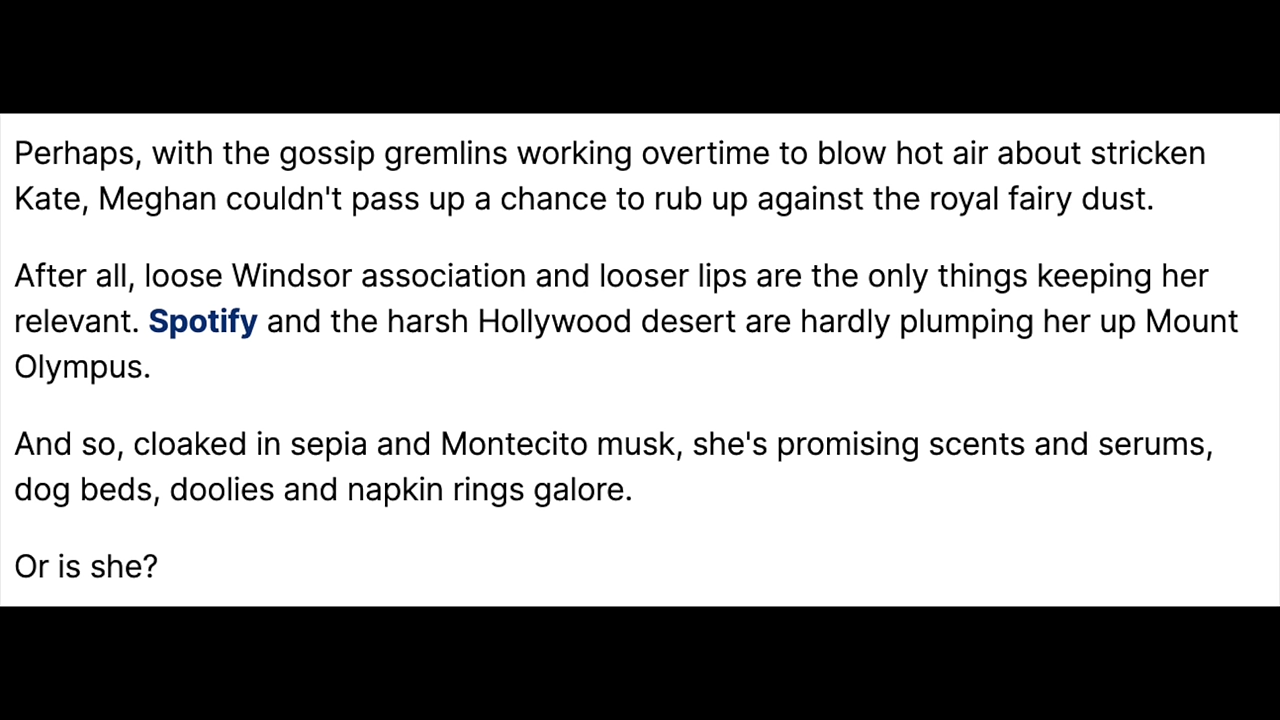 Perhaps, with the gossip gremlins working overtime to blow hot air about stricken
Kate, Meghan couldn't pass up a chance to rub up against the royal fairy dust.
After all, loose Windsor association and looser lips are the only things keeping her
relevant. Spotify and the harsh Hollywood desert are hardly plumping her up Mount
Olympus.
And so, cloaked in sepia and Montecito musk, she's promising scents and serums,
dog beds, doolies and napkin rings galore.
Or is she?